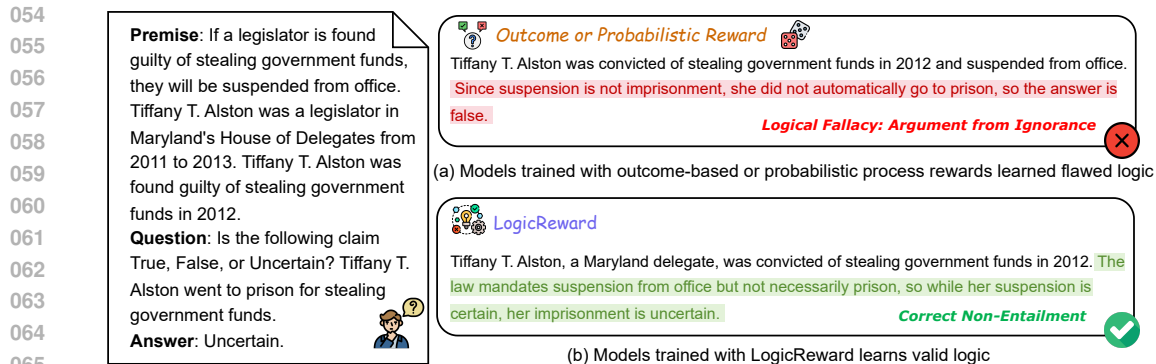 054
055
056
057
058
059
060
061
062
063
064
065
Premise: If a legislator is found
guilty of stealing government funds,
they will be suspended from office.
Tiffany T. Alston was a legislator in
Maryland's House of Delegates from
2011 to 2013. Tiffany T. Alston was
found guilty of stealing government
funds in 2012.
Question: Is the following claim
True, False, or Uncertain? Tiffany T.
Alston went to prison for stealing
government funds.
Answer: Uncertain.
Outcome or Probabilistic Reward
Tiffany T. Alston was convicted of stealing government funds in 2012 and suspended from office.
Since suspension is not imprisonment, she did not automatically go to prison, so the answer is
false.
Logical Fallacy: Argument from Ignorance
(a) Models trained with outcome-based or probabilistic process rewards learned flawed logic
LogicReward
Tiffany T. Alston, a Maryland delegate, was convicted of stealing government funds in 2012. The
law mandates suspension from office but not necessarily prison, so while her suspension is
certain, her imprisonment is uncertain.
Correct Non-Entailment
(b) Models trained with LogicReward learns valid logic